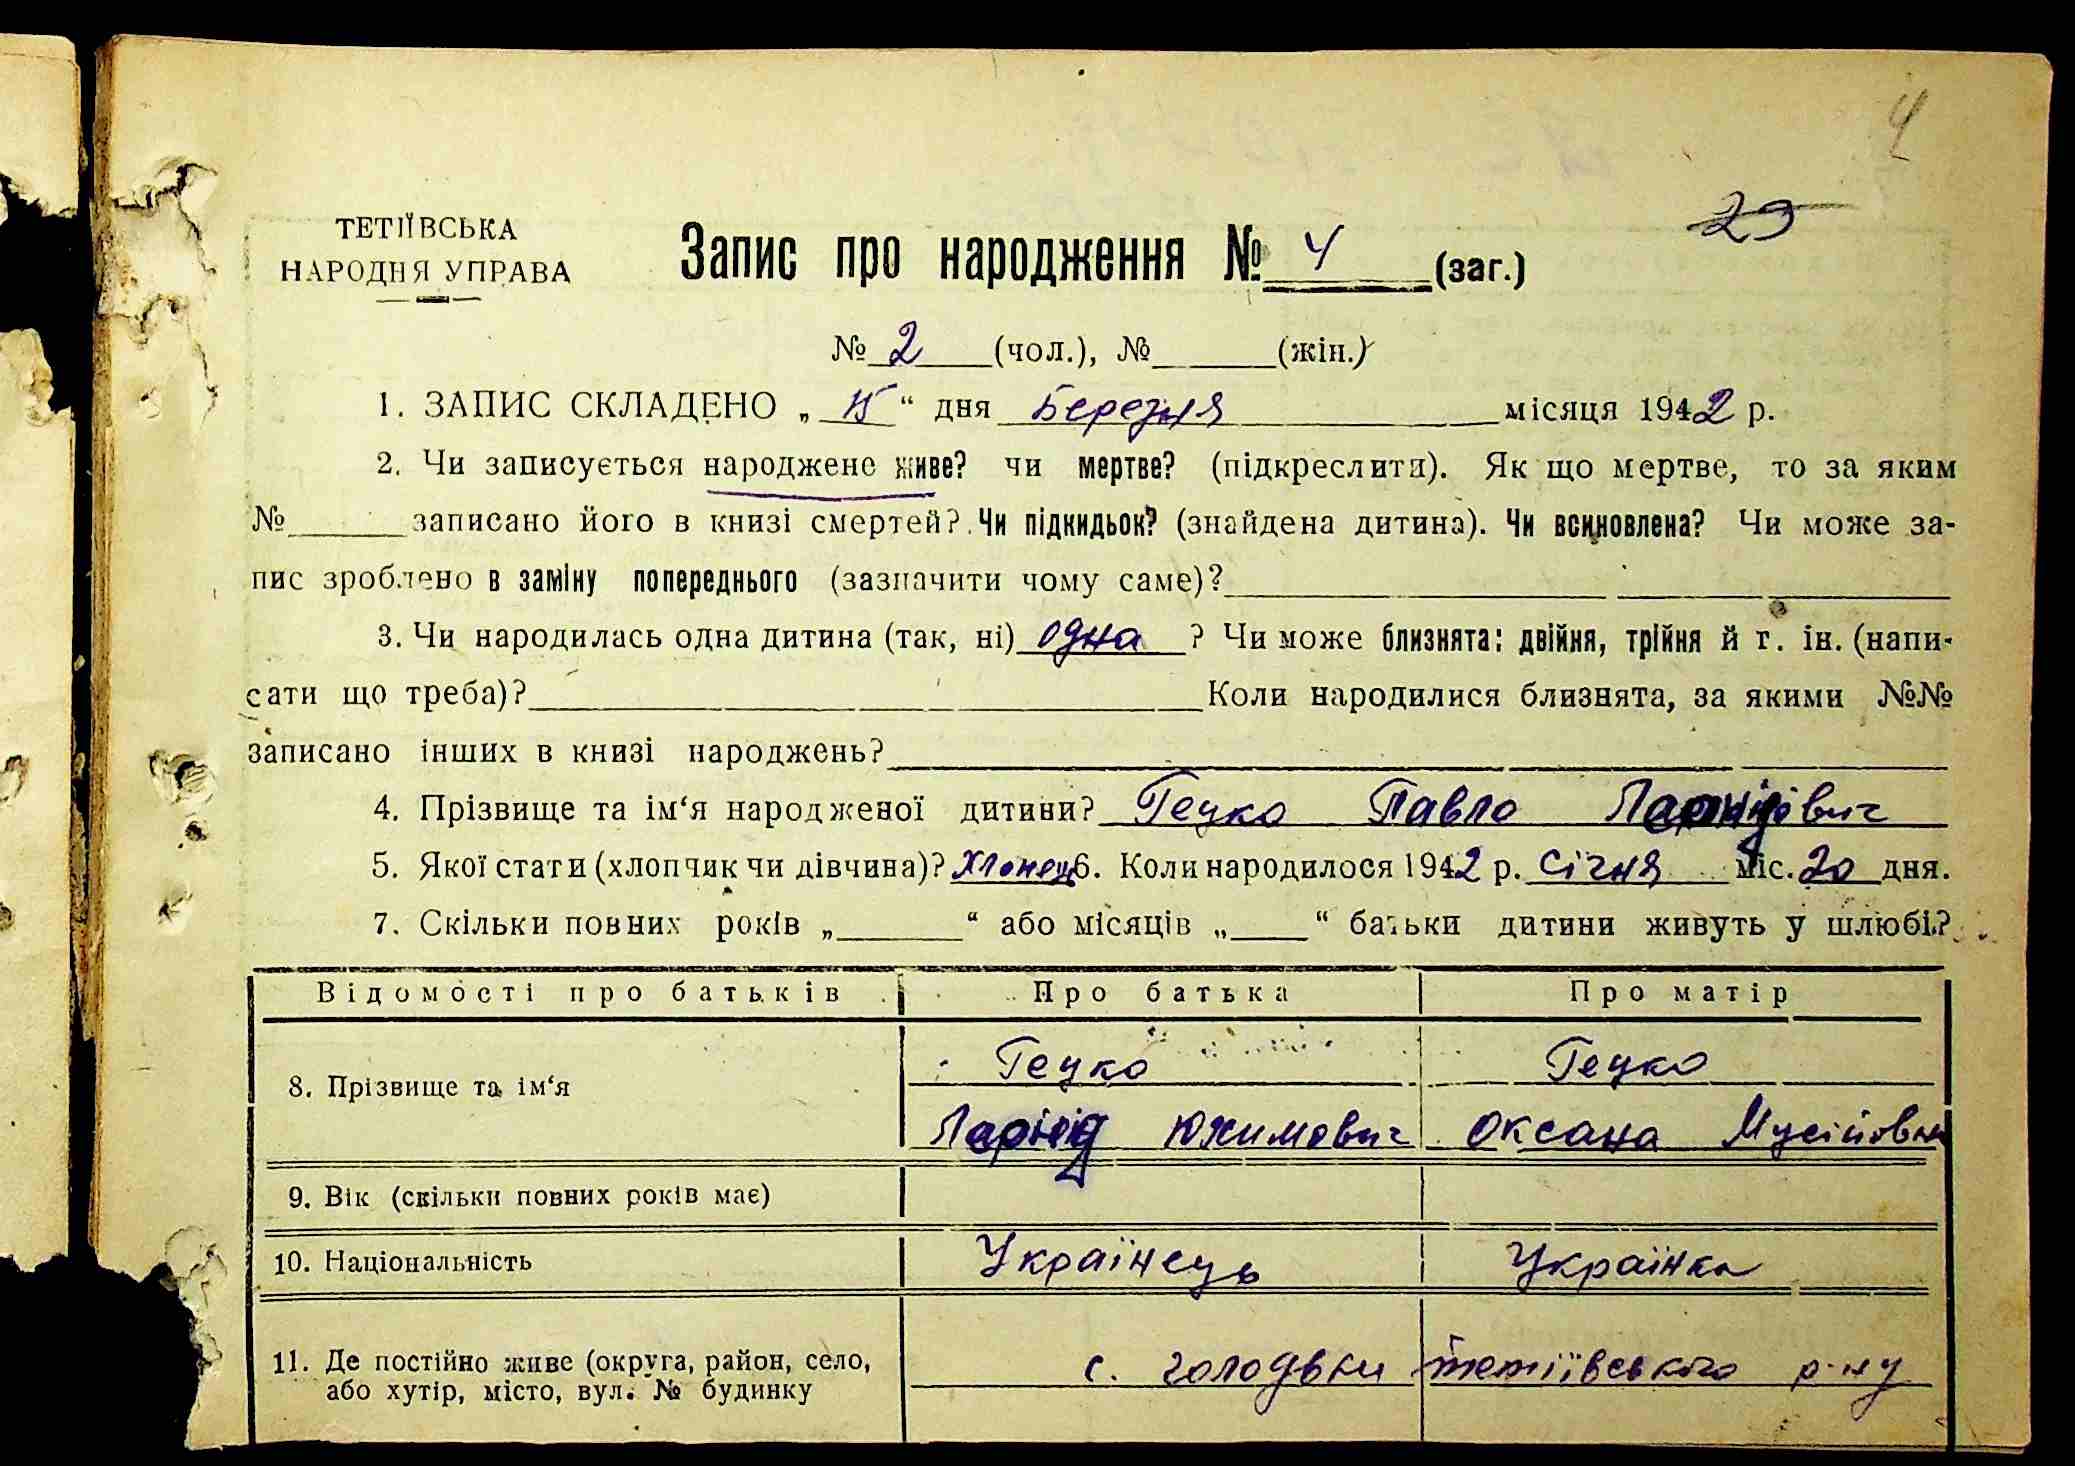 4
ТЕТІЇВСЬКА
НАРОДНЯ УПРАВА
29
Запис про народження № 4 (заг.)
№ 2 (чол.), № (жін.)
1. ЗАПИС СКЛАДЕНО „15“ дня Березня місяця 1942 р.
2. Чи записується народжене живе? чи мертве? (підкреслити). Як що мертве, то за яким
№ записано його в книзі смертей? Чи підкидьок? (знайдена дитина). Чи всиновлена? Чи може за-
пис зроблено в заміну попереднього (зазначити чому саме)?
3. Чи народилась одна дитина (так, ні) одна ? Чи може близнята: двійня, трійня й т. ін. (напи-
сати що треба)? Коли народилися близнята, за якими №№
записано інших в книзі народжень?
4. Прізвище та ім‘я народженої дитини? Гецко Павло
5. Якої стати (хлопчик чи дівчина)? Хлопець 6. Коли народилося 1942 р. січня міс. 20 дня.
7. Скільки повних років „ “ або місяців „ “ батьки дитини живуть у шлюбі?
Відомості про батьків Про батька Про матір
8. Прізвище та ім‘я Гецко Гецко
Юхимович Оксана Мусіївна
9. Вік (скільки повних років має)
10. Національність Українець Українка
11. Де постійно живе (округа, район, село, с. Голодьки тетіївського р-ну
або хутір, місто, вул. № будинку